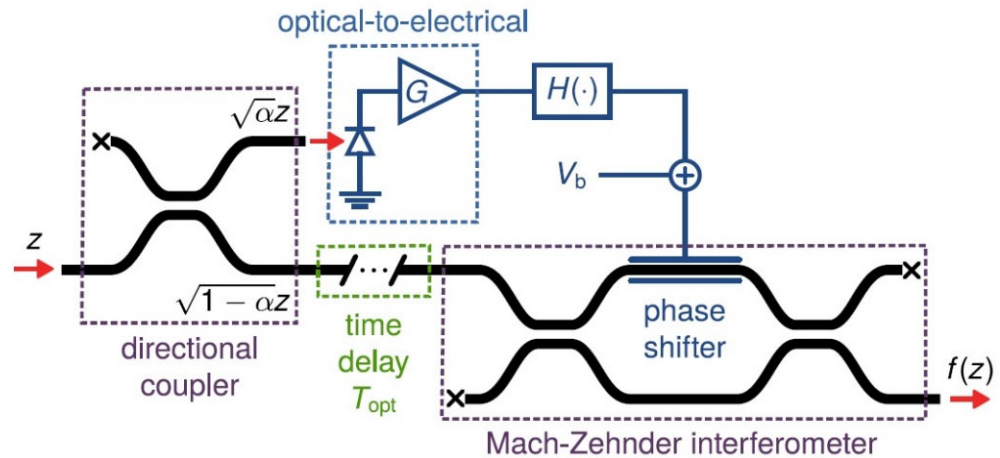 optical-to-electrical
√αz
G
H(·)
V_b
z
√1 − αz
···
directional
coupler
time
delay
T_opt
phase
shifter
f(z)
Mach-Zehnder interferometer